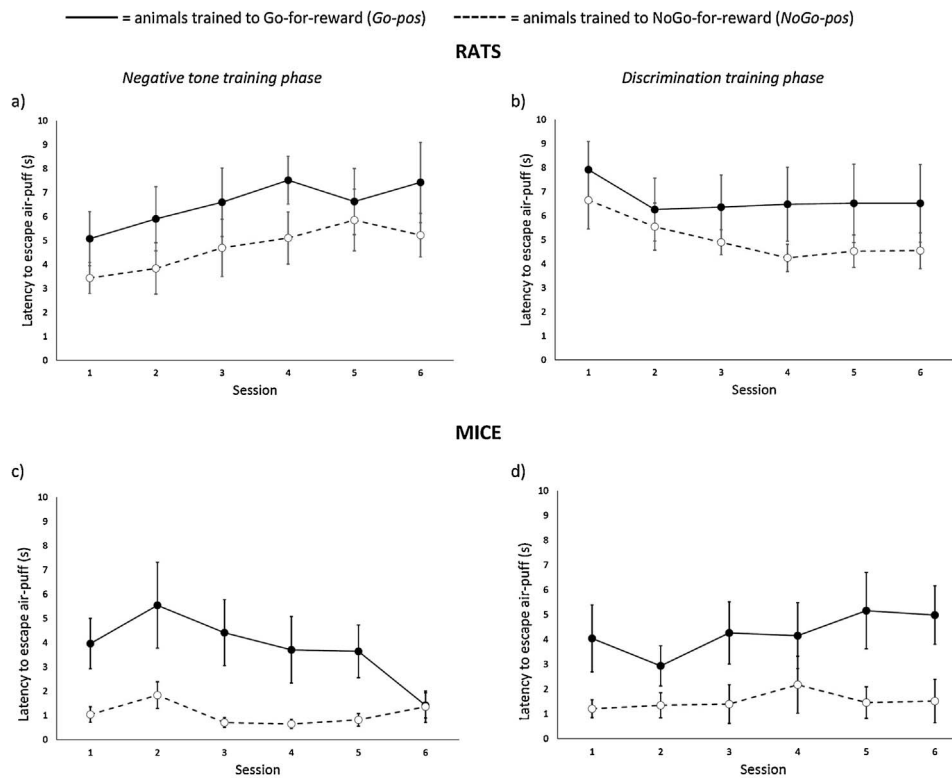 = animals trained to Go-for-reward (Go-pos) = animals trained to NoGo-for-reward (NoGo-pos)
RATS
Negative tone training phase Discrimination training phase
a) b)
Latency to escape air-puff (s)
10
9
8
7
6
5
4
3
2
1
0
1 2 3 4 5 6
Session
Latency to escape air-puff (s)
10
9
8
7
6
5
4
3
2
1
0
1 2 3 4 5 6
Session
MICE
c) d)
Latency to escape air-puff (s)
10
9
8
7
6
5
4
3
2
1
0
1 2 3 4 5 6
Session
Latency to escape air-puff (s)
10
9
8
7
6
5
4
3
2
1
0
1 2 3 4 5 6
Session